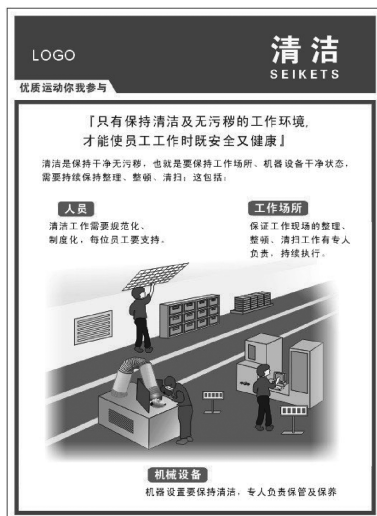 LOGO
清洁
SEIKETS
优质运动你我参与
『只有保持清洁及无污秽的工作环境,
才能使员工工作时既安全又健康』
清洁是保持干净无污秽，也就是要保持工作场所、机器设备干净状态，
需要持续保持整理、整顿、清扫；这包括：
人员
清洁工作需要规范化、
制度化，每位员工要支持。
工作场所
保证工作现场的整理、
整顿、清扫工作有专人
负责，持续执行。
机械设备
机器设置要保持清洁，专人负责保管及保养